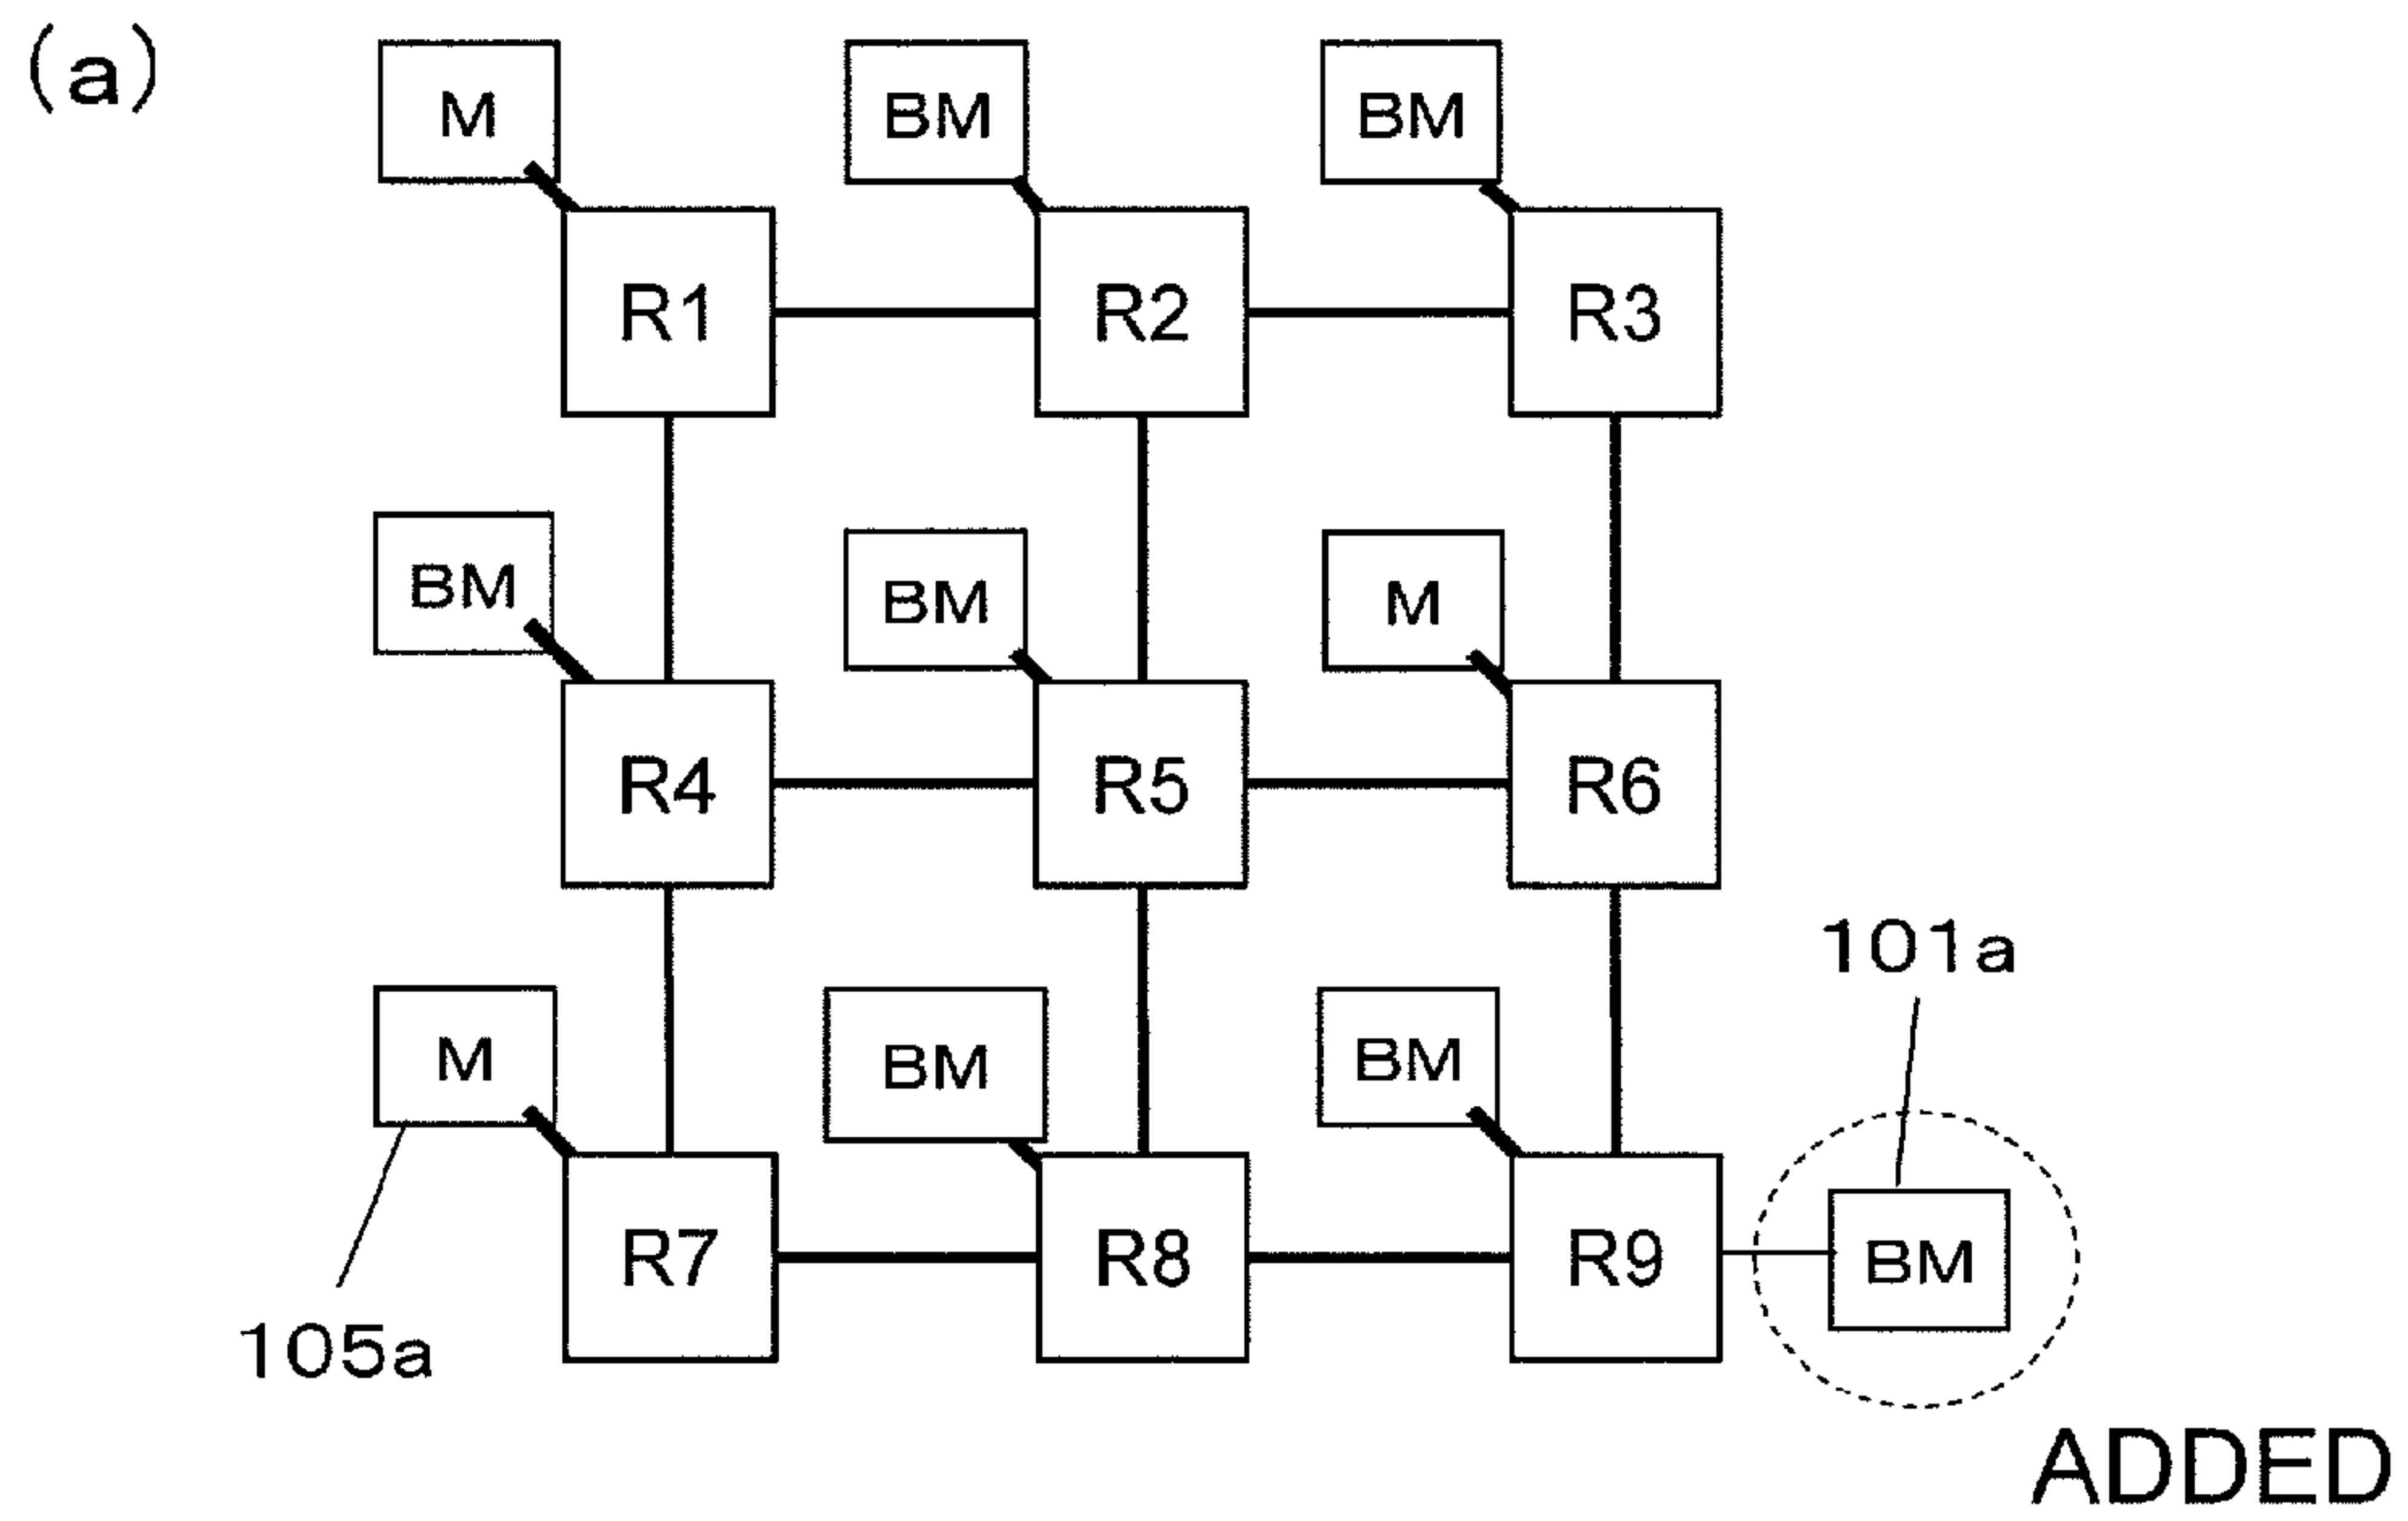 (a)
M BM BM
R1 R2 R3
BM BM M
R4 R5 R6
101a
M BM BM
R7 R8 R9 BM
105a
ADDED